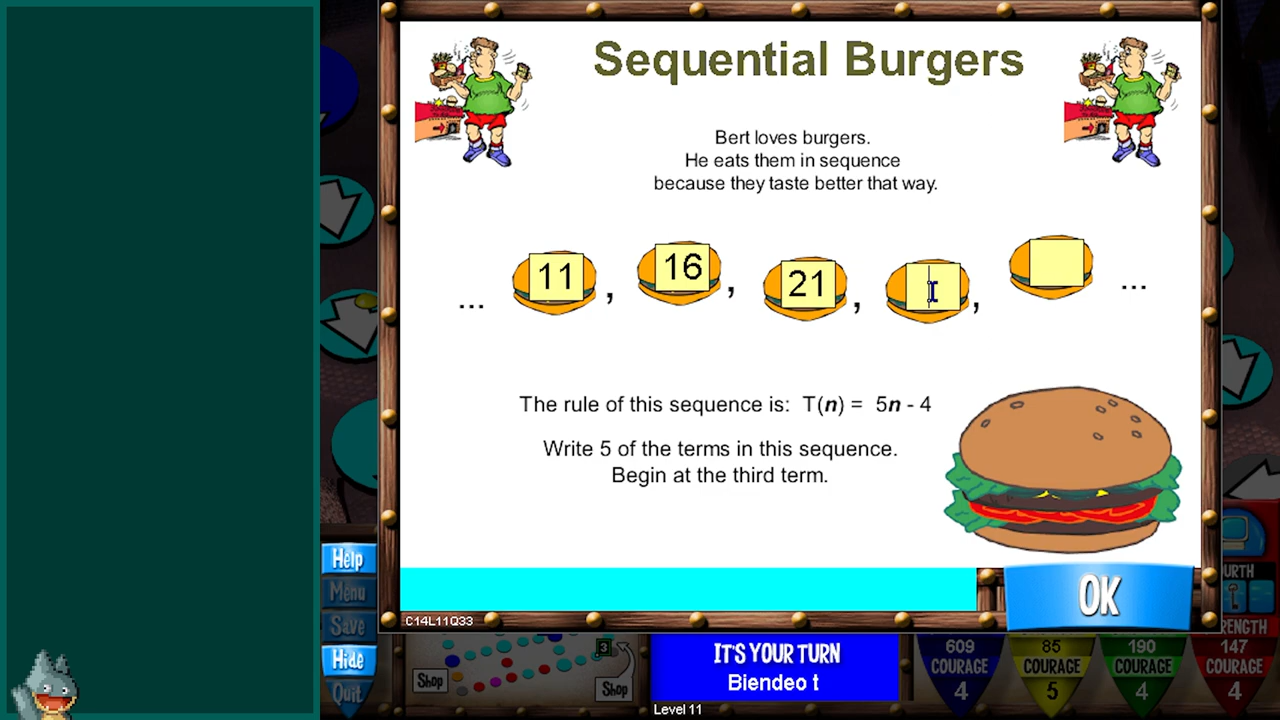 Sequential Burgers
Bert loves burgers.
He eats them in sequence
because they taste better that way.
... 11 , 16 , 21 , , ...
The rule of this sequence is: T(n) = 5n - 4
Write 5 of the terms in this sequence.
Begin at the third term.
OK
C14L11Q33
Help
Menu
Save
Hide
Quit
Shop
3
Shop
IT'S YOUR TURN
Biendeo t
Level 11
609
COURAGE
4
85
COURAGE
5
190
COURAGE
4
147
COURAGE
4